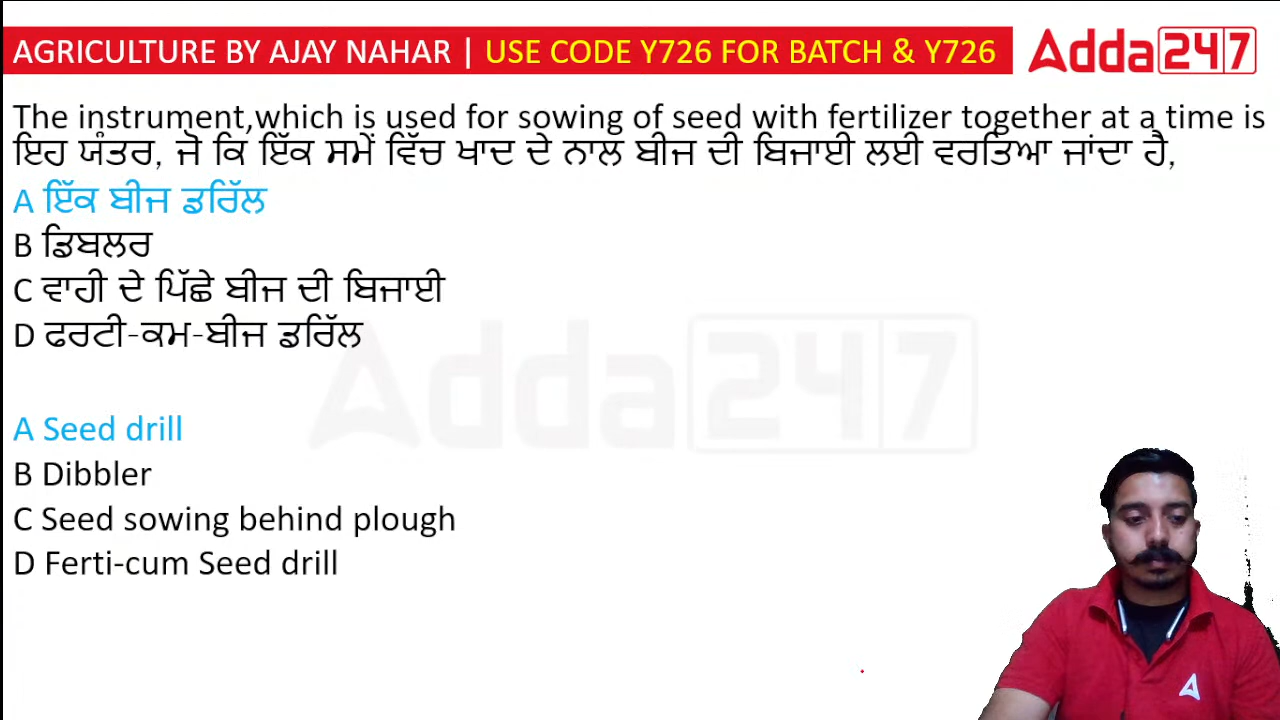 AGRICULTURE BY AJAY NAHAR | USE CODE Y726 FOR BATCH & Y726
Adda247
The instrument,which is used for sowing of seed with fertilizer together at a time is
ਇਹ ਯੰਤਰ, ਜੋ ਕਿ ਇੱਕ ਸਮੇਂ ਵਿੱਚ ਖਾਦ ਦੇ ਨਾਲ ਬੀਜ ਦੀ ਬਿਜਾਈ ਲਈ ਵਰਤਿਆ ਜਾਂਦਾ ਹੈ,
A ਇੱਕ ਬੀਜ ਡਰਿੱਲ
B ਡਿਬਲਰ
C ਵਾਹੀ ਦੇ ਪਿੱਛੇ ਬੀਜ ਦੀ ਬਿਜਾਈ
D ਫਰਟੀ-ਕਮ-ਬੀਜ ਡਰਿੱਲ
Adda247
A Seed drill
B Dibbler
C Seed sowing behind plough
D Ferti-cum Seed drill